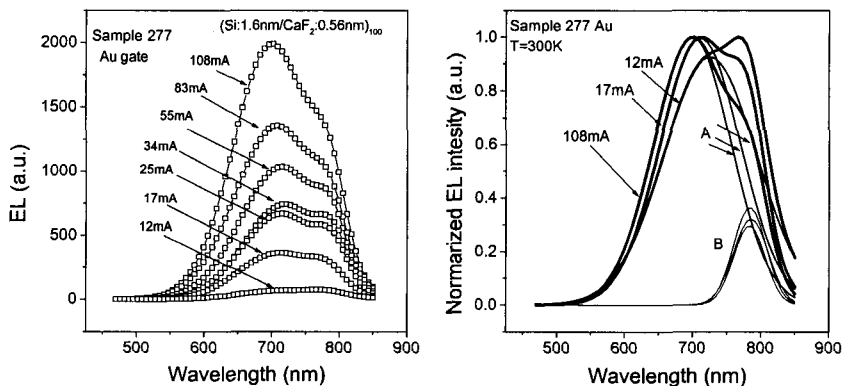 Sample 277
Au gate
(Si:1.6nm/CaF2:0.56nm)100
108mA
83mA
55mA
34mA
25mA
17mA
12mA
2000
1500
1000
500
0
EL (a.u.)
500
600
700
800
900
Wavelength (nm)
Sample 277 Au
T=300K
12mA
17mA
108mA
A
B
1.0
0.8
0.6
0.4
0.2
0.0
Normarized EL intesity (a.u.)
500
600
700
800
900
Wavelength (nm)